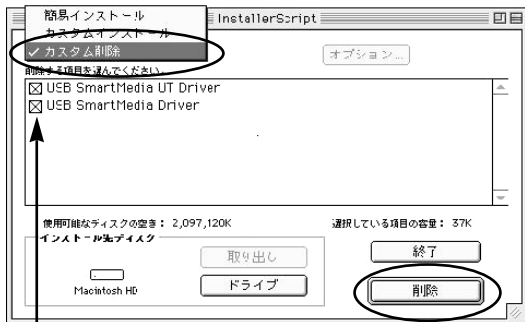 簡易インストール
InstallerScript
カスタムインストール
✓ カスタム削除
オプション...
削除する項目を選んでください。
USB SmartMedia UT Driver
USB SmartMedia Driver
使用可能なディスクの空き： 2,097,120K
選択している項目の容量： 37K
インストール先ディスク
取り出し
終了
Macintosh HD
ドライブ
削除